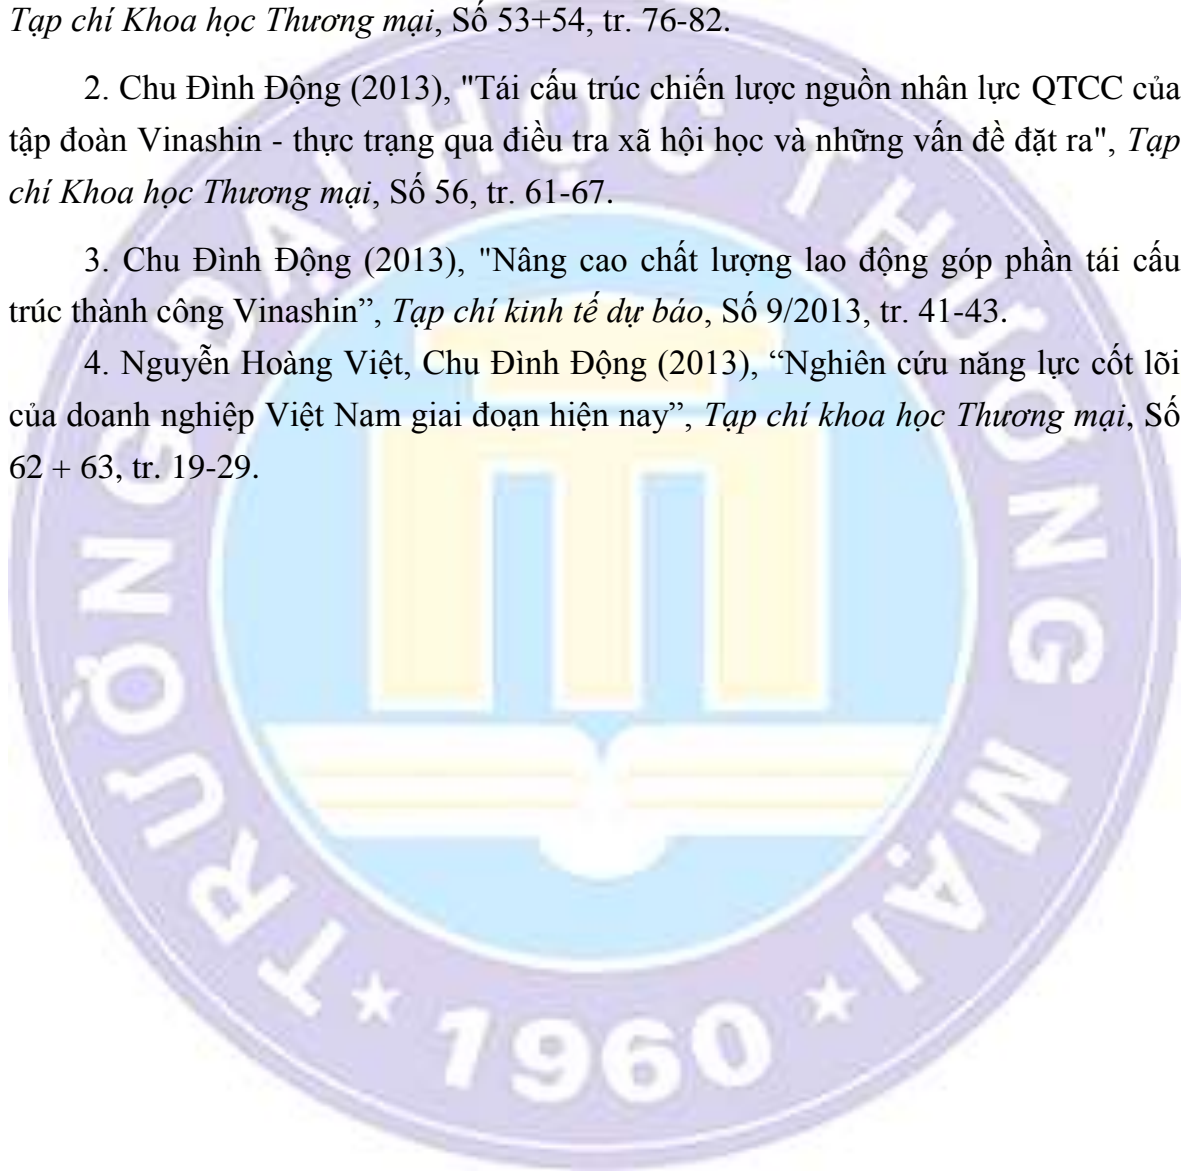 Tạp chí Khoa học Thương mại, Số 53+54, tr. 76-82.
2. Chu Đình Động (2013), "Tái cấu trúc chiến lược nguồn nhân lực QTCC của
tập đoàn Vinashin - thực trạng qua điều tra xã hội học và những vấn đề đặt ra", Tạp
chí Khoa học Thương mại, Số 56, tr. 61-67.
3. Chu Đình Động (2013), "Nâng cao chất lượng lao động góp phần tái cấu
trúc thành công Vinashin”, Tạp chí kinh tế dự báo, Số 9/2013, tr. 41-43.
4. Nguyễn Hoàng Việt, Chu Đình Động (2013), “Nghiên cứu năng lực cốt lõi
của doanh nghiệp Việt Nam giai đoạn hiện nay”, Tạp chí khoa học Thương mại, Số
62 + 63, tr. 19-29.
TRƯỜNG ĐẠI HỌC THƯƠNG MẠI
1960